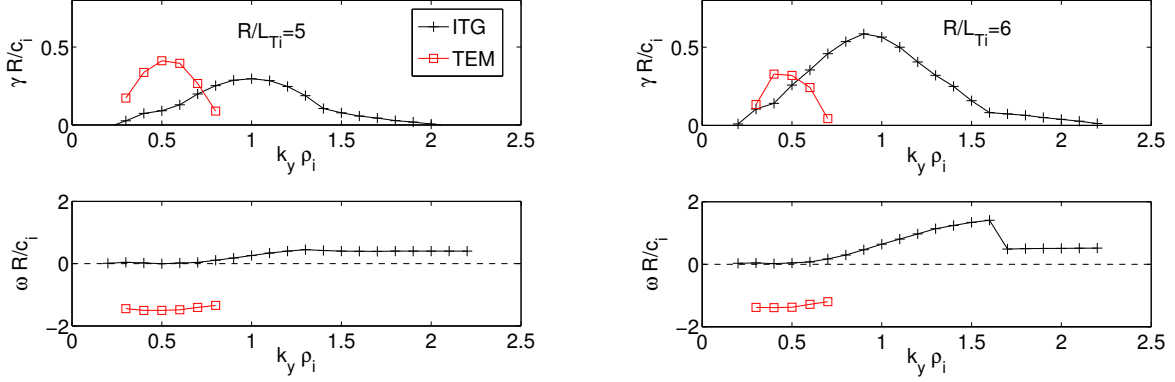 R/L_Ti=5
ITG
TEM
γ R/c_i
0.5
0
0 0.5 1 1.5 2 2.5
k_y ρ_i
ω R/c_i
2
0
−2
0 0.5 1 1.5 2 2.5
k_y ρ_i
R/L_Ti=6
γ R/c_i
0.5
0
0 0.5 1 1.5 2 2.5
k_y ρ_i
ω R/c_i
2
0
−2
0 0.5 1 1.5 2 2.5
k_y ρ_i